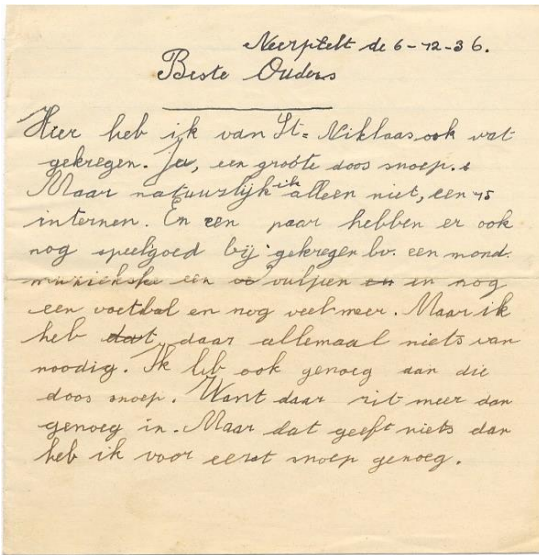 Neerpelt de 6-12-36.
Beste Ouders
Hier heb ik van St= Niklaas ook wat
gekregen. Ja, een groote doos snoep.
Maar natuurlijk ik alleen niet, een 15
internen. En een paar hebben er ook
nog speelgoed bij gekregen bv. een mond-
muziekske een vulpen en nog
een voetbal en nog veel meer. Maar ik
heb dat daar allemaal niets van
noodig. Ik heb ook genoeg aan die
doos snoep. Want daar zit meer dan
genoeg in. Maar dat geeft niets dan
heb ik voor eerst snoep genoeg.